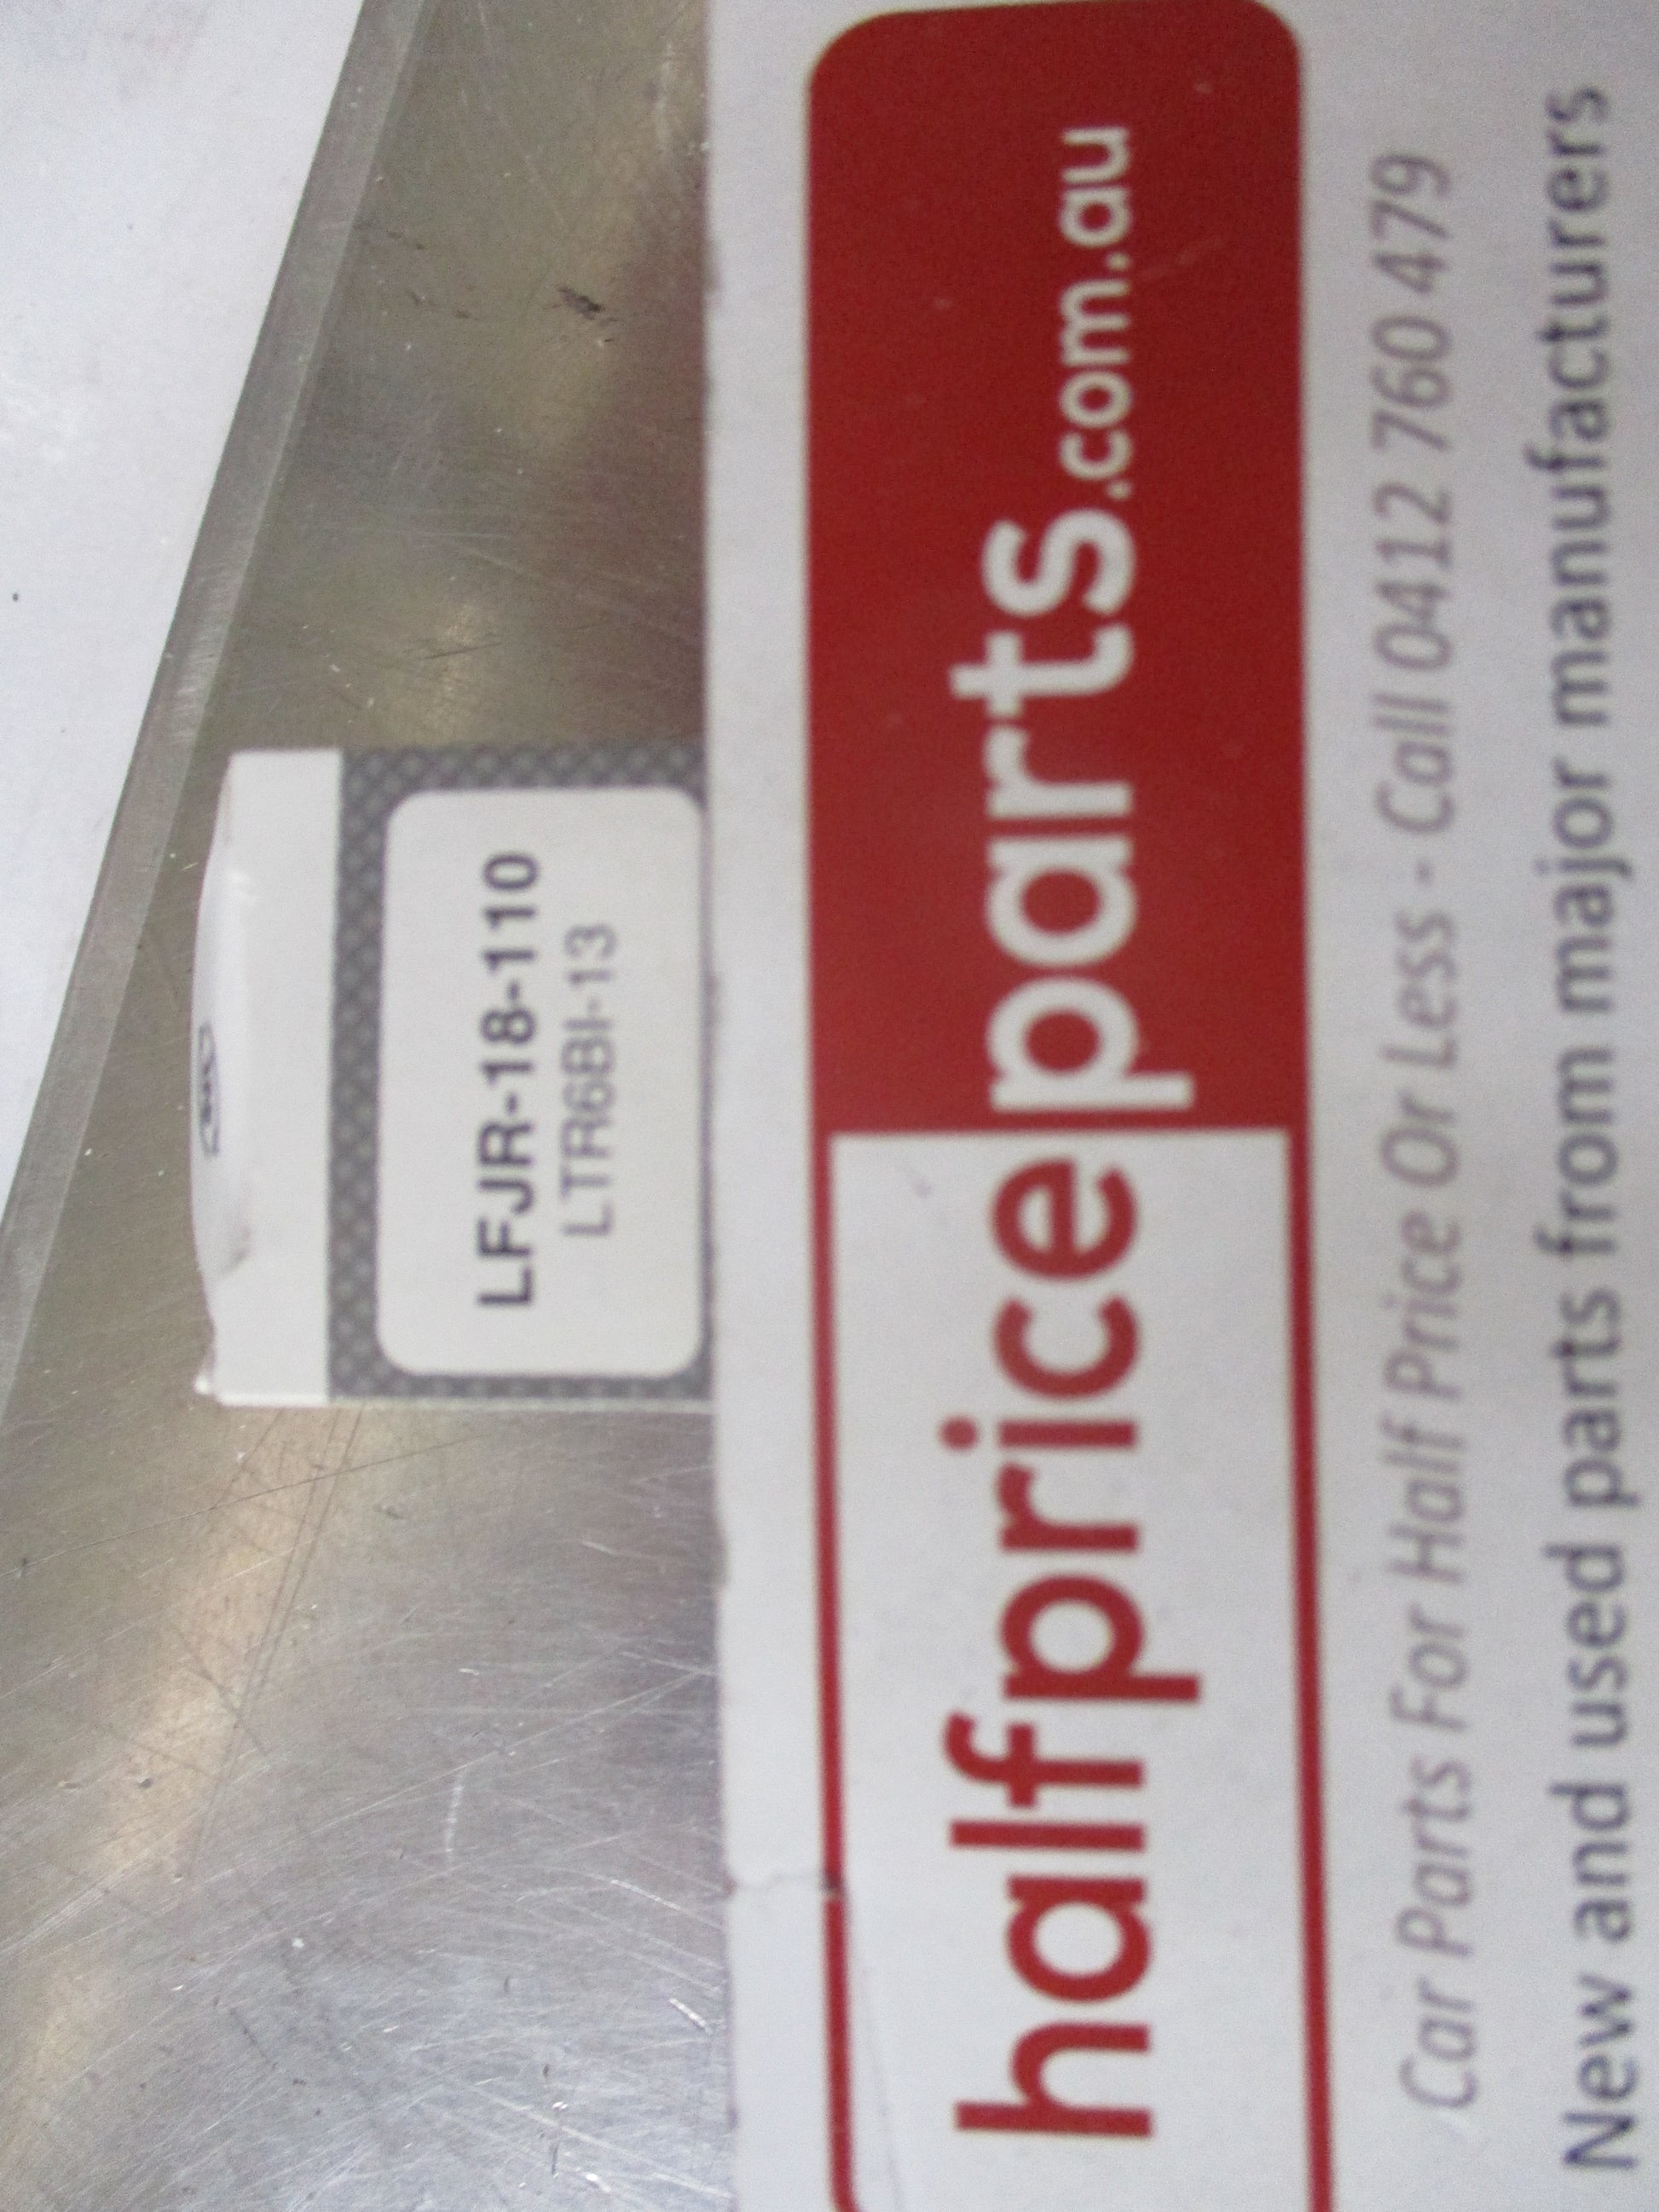 LFJR-18-110
LTR6BI-13
halfpriceparts.com.au
Car Parts For Half Price Or Less - Call 0412 760 479
New and used parts from major manufacturers